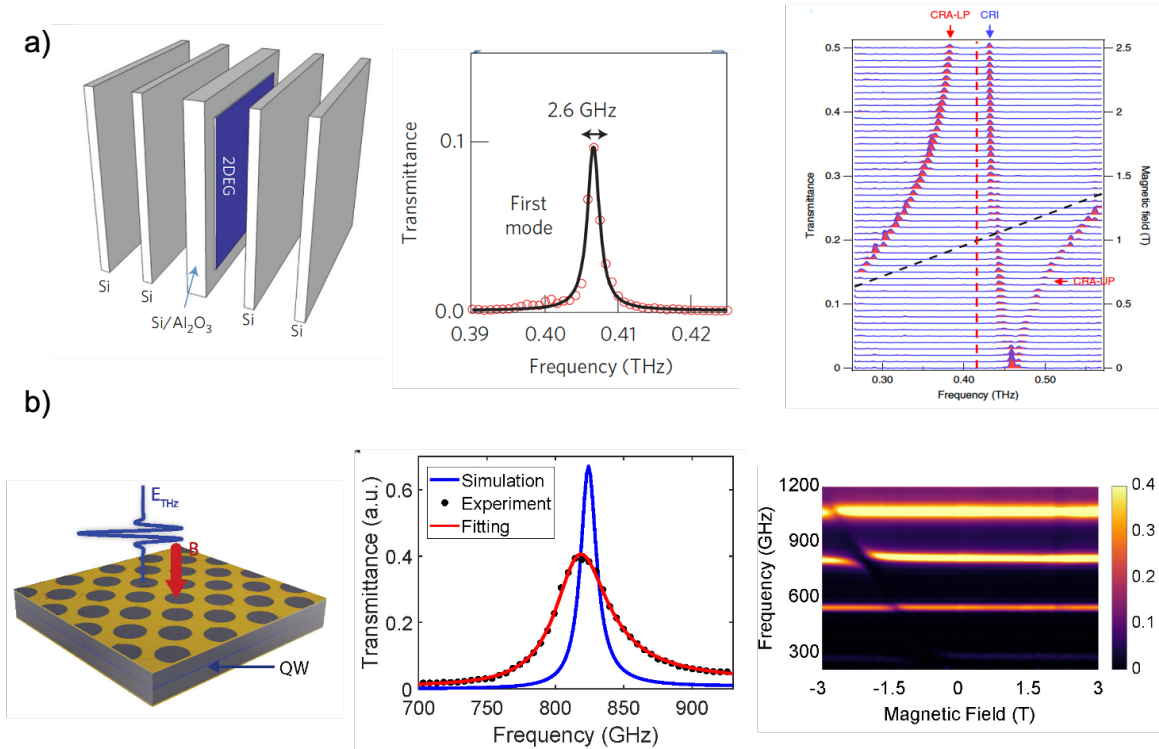 a)
2DEG
Si
Si
Si/Al2O3
Si
Si
Transmittance
0.1
0.0
2.6 GHz
First
mode
0.39
0.40
0.41
0.42
Frequency (THz)
CRA-LP
CRI
Transmittance
0.5
0.4
0.3
0.2
0.1
0
2.5
2
1.5
1
0.5
0
Magnetic field (T)
CRA-UP
0.30
0.40
0.50
Frequency (THz)
b)
ETHz
B
QW
Transmittance (a.u.)
0.6
0.4
0.2
0
Simulation
Experiment
Fitting
700
750
800
850
900
Frequency (GHz)
Frequency (GHz)
1200
900
600
300
-3
-1.5
0
1.5
3
Magnetic Field (T)
0.4
0.3
0.2
0.1
0